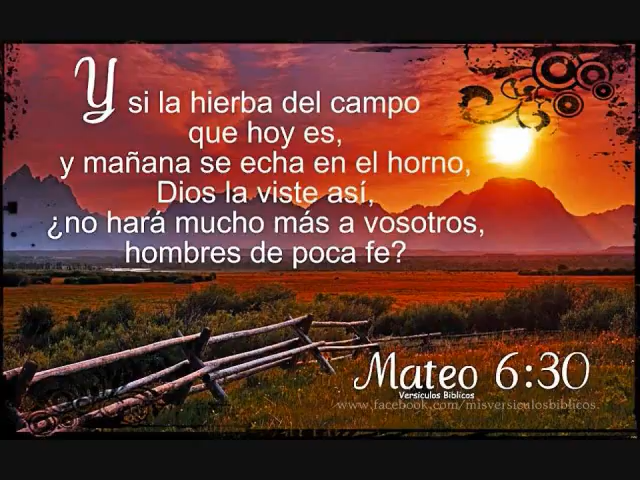 Y si la hierba del campo
que hoy es,
y mañana se echa en el horno,
Dios la viste así,
¿no hará mucho más a vosotros,
hombres de poca fe?
Mateo 6:30
Versículos Bíblicos
www.facebook.com/misversiculosbiblicos.